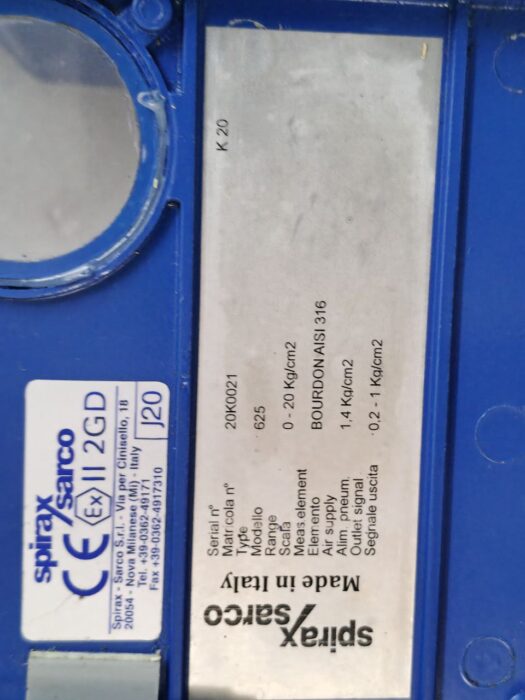 spirax
sarco
CE Ex II 2GD
Spirax - Sarco S.r.l. - Via per Cinisello, 18
20054 - Nova Milanese (Mi) - Italy
Tel. +39-0362-49171
Fax +39-0362-4917310
J20
spirax
sarco
Made in Italy
K 20
Serial n°
Matricola n° 20K0021
Type
Modello 625
Range
Scala 0 - 20 Kg/cm2
Meas.element
Elemento BOURDON AISI 316
Air supply
Alim. pneum. 1,4 Kg/cm2
Outlet signal
Segnale uscita 0,2 - 1 Kg/cm2